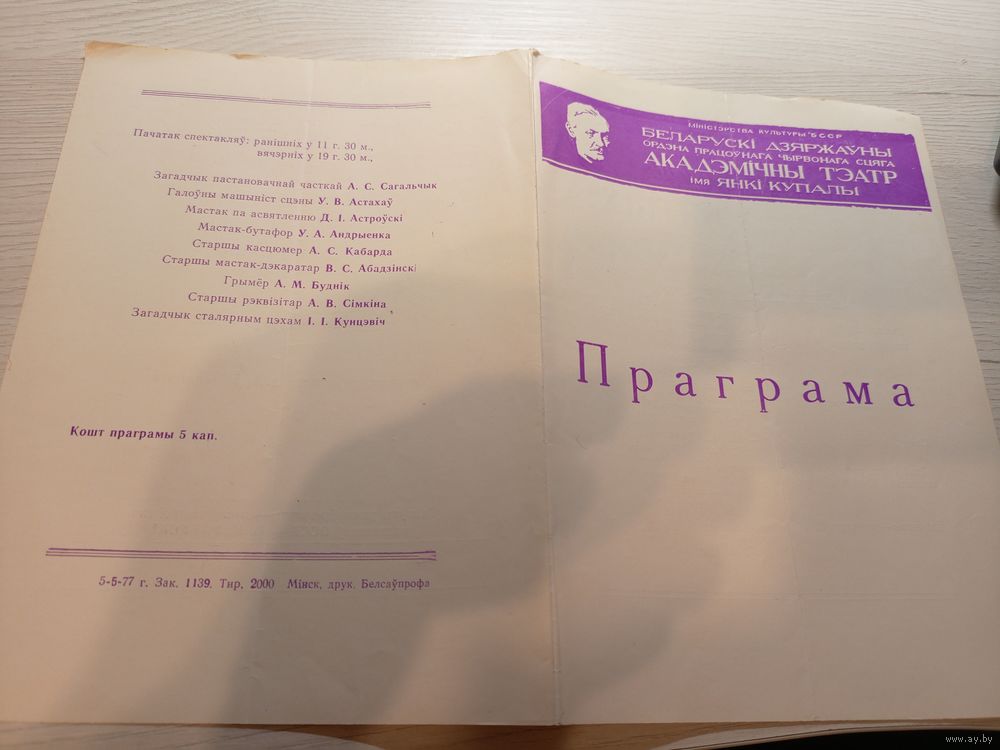 Пачатак спектакляў: ранішніх у 11 г. 30 м.,
вячэрніх у 19 г. 30 м.,
Загадчык пастановачнай часткай А. С. Сагальчык
Галоўны машыніст сцэны У. В. Астахаў
Мастак па асвятленню Д. І. Астроўскі
Мастак-бутафор У. А. Андрыенка
Старшы касцюмер А. С. Кабарда
Старшы мастак-дэкаратар В. С. Абадзінскі
Грымёр А. М. Буднік
Старшы рэквізітар А. В. Сімкіна
Загадчык сталярным цэхам І. І. Кунцэвіч
Кошт праграмы 5 кап.
5-5-77 г. Зак. 1139. Тир. 2000 Мінск, друк. Белсаўпрофа
МІНІСТЭРСТВА КУЛЬТУРЫ БССР
БЕЛАРУСКІ ДЗЯРЖАЎНЫ
ОРДЭНА ПРАЦОЎНАГА ЧЫРВОНАГА СЦЯГА
АКАДЭМІЧНЫ ТЭАТР
ІМЯ ЯНКІ КУПАЛЫ
Праграма
www.ay.by